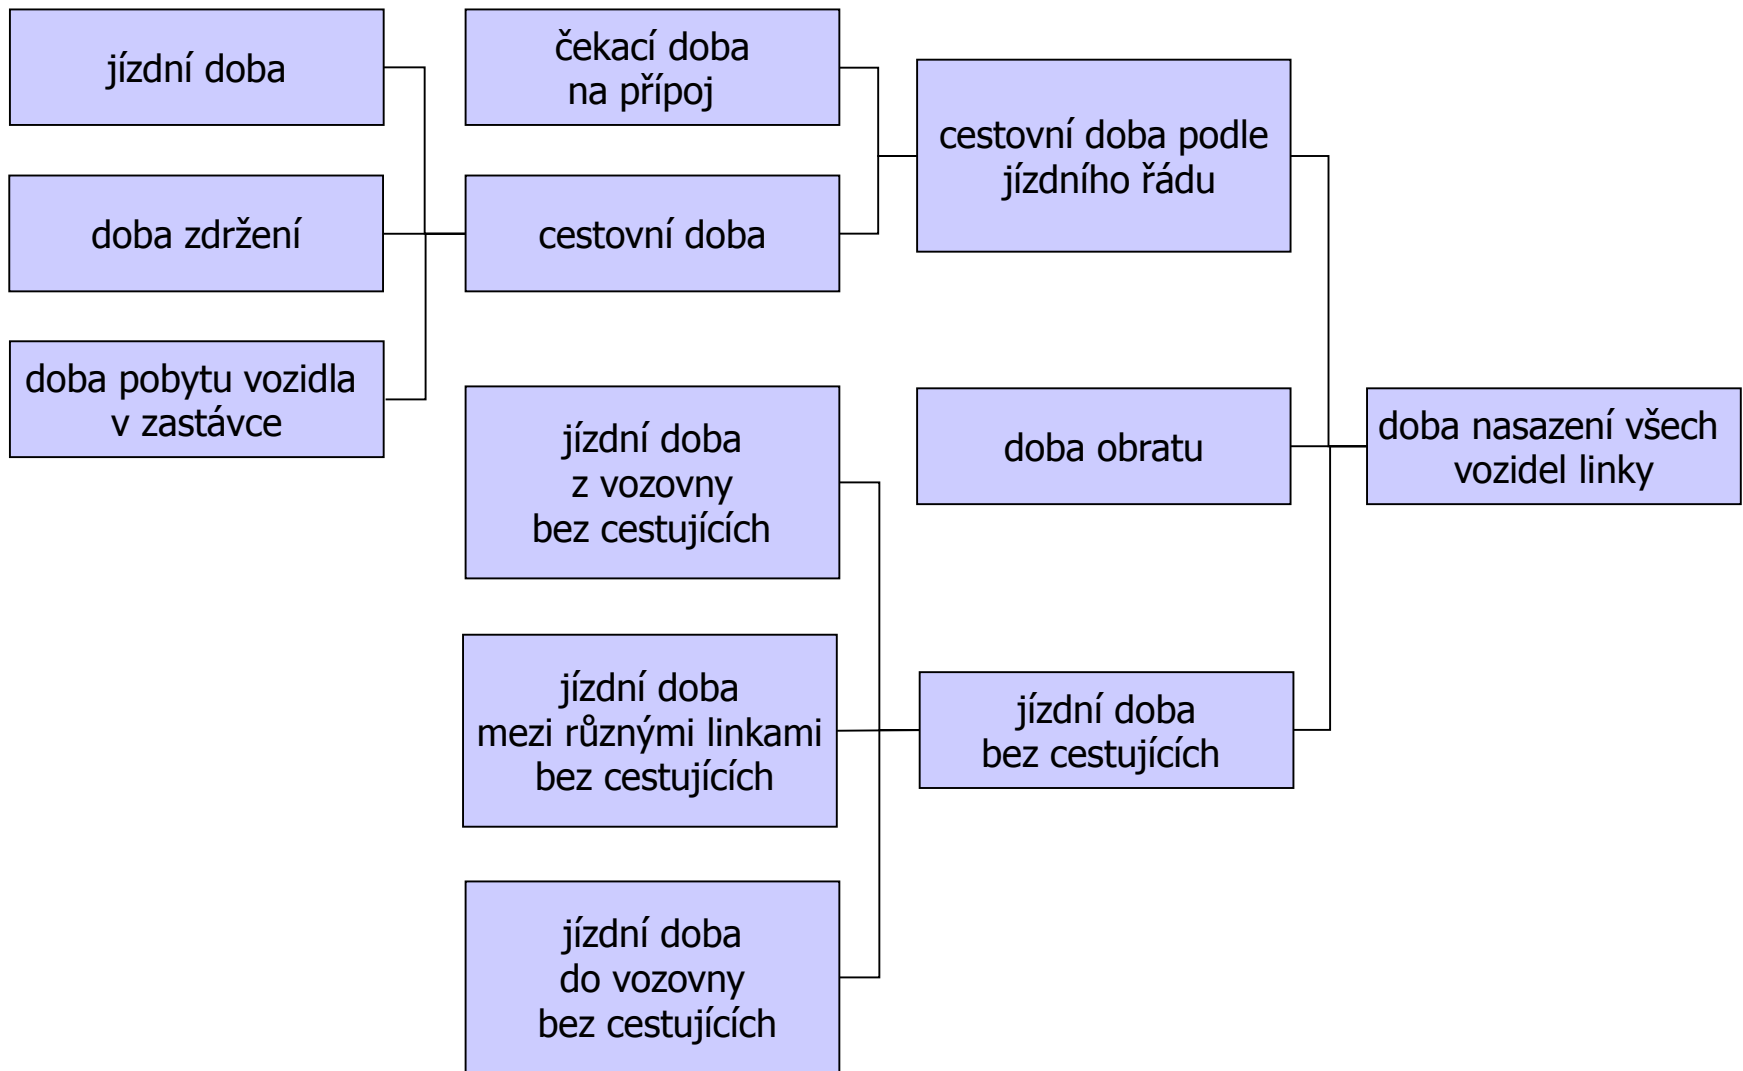 jízdní doba
čekací doba
na přípoj
cestovní doba podle
jízdního řádu
doba zdržení
cestovní doba
doba pobytu vozidla
v zastávce
jízdní doba
z vozovny
bez cestujících
doba obratu
doba nasazení všech
vozidel linky
jízdní doba
mezi různými linkami
bez cestujících
jízdní doba
bez cestujících
jízdní doba
do vozovny
bez cestujících